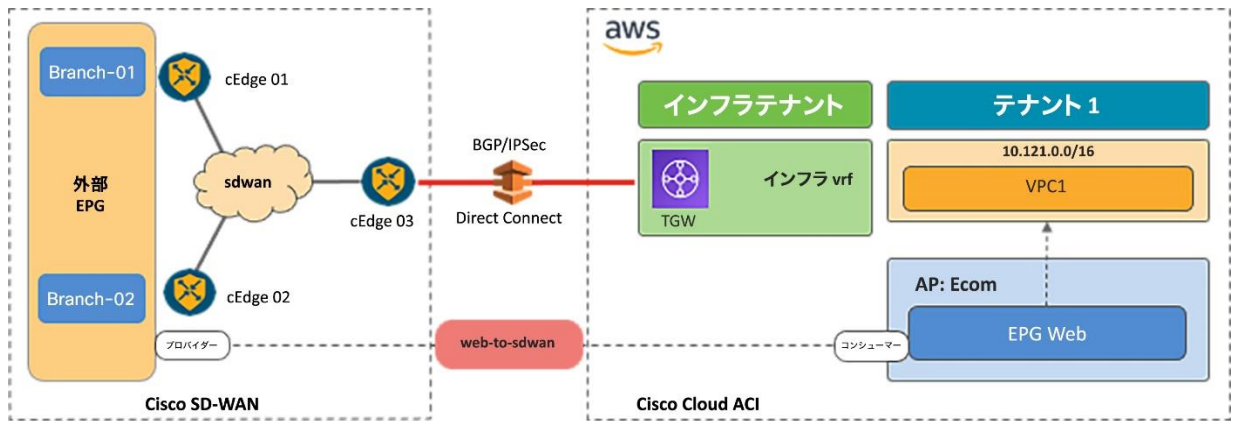 Branch-01
cEdge 01
外部
EPG
sdwan
cEdge 03
Branch-02
cEdge 02
プロバイダー
Cisco SD-WAN
BGP/IPSec
Direct Connect
web-to-sdwan
aws
インフラテナント
テナント 1
TGW
インフラ vrf
10.121.0.0/16
VPC1
AP: Ecom
EPG Web
コンシューマー
Cisco Cloud ACI